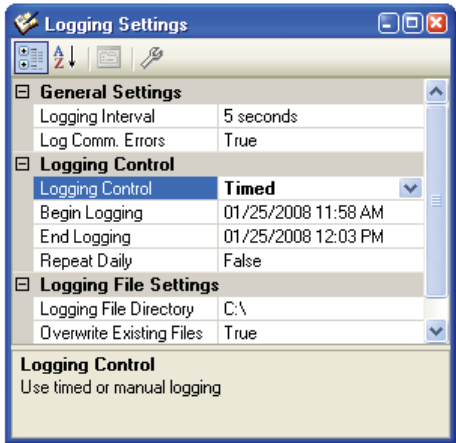 Logging Settings
General Settings
Logging Interval 5 seconds
Log Comm. Errors True
Logging Control
Logging Control Timed
Begin Logging 01/25/2008 11:58 AM
End Logging 01/25/2008 12:03 PM
Repeat Daily False
Logging File Settings
Logging File Directory C:\
Overwrite Existing Files True
Logging Control
Use timed or manual logging